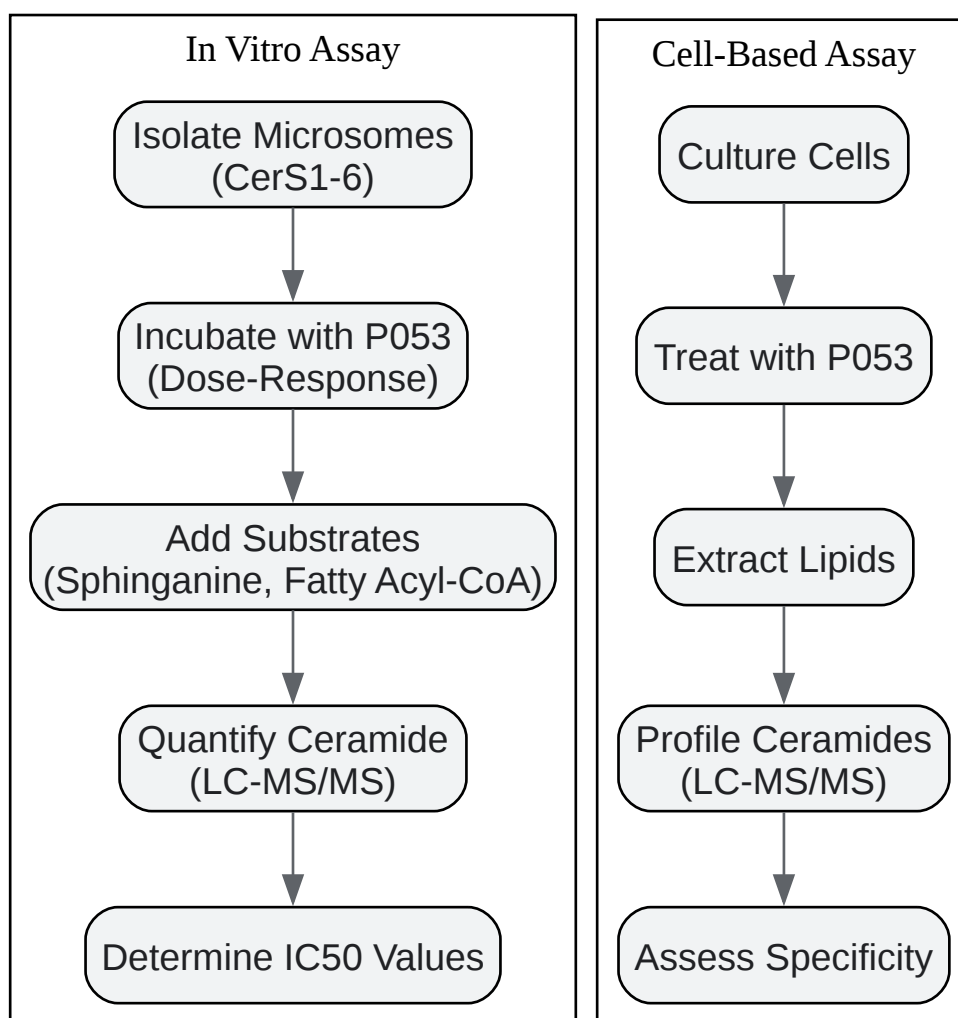 In Vitro Assay
Isolate Microsomes
(CerS1-6)
Incubate with P053
(Dose-Response)
Add Substrates
(Sphinganine, Fatty Acyl-CoA)
Quantify Ceramide
(LC-MS/MS)
Determine IC50 Values
Cell-Based Assay
Culture Cells
Treat with P053
Extract Lipids
Profile Ceramides
(LC-MS/MS)
Assess Specificity